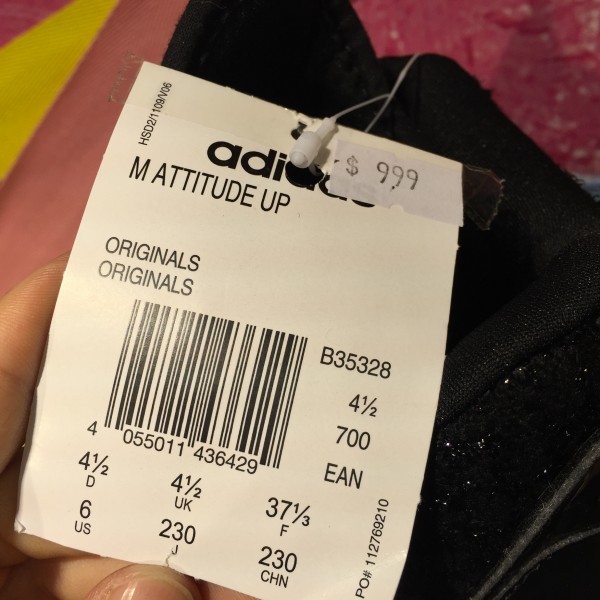 HSD2/1109/V06
adidas
$ 999
M ATTITUDE UP
ORIGINALS
ORIGINALS
B35328
4½
700
EAN
4 055011 436429
4½
D
4½
UK
37⅓
F
6
US
230
J
230
CHN
PO# 112769210